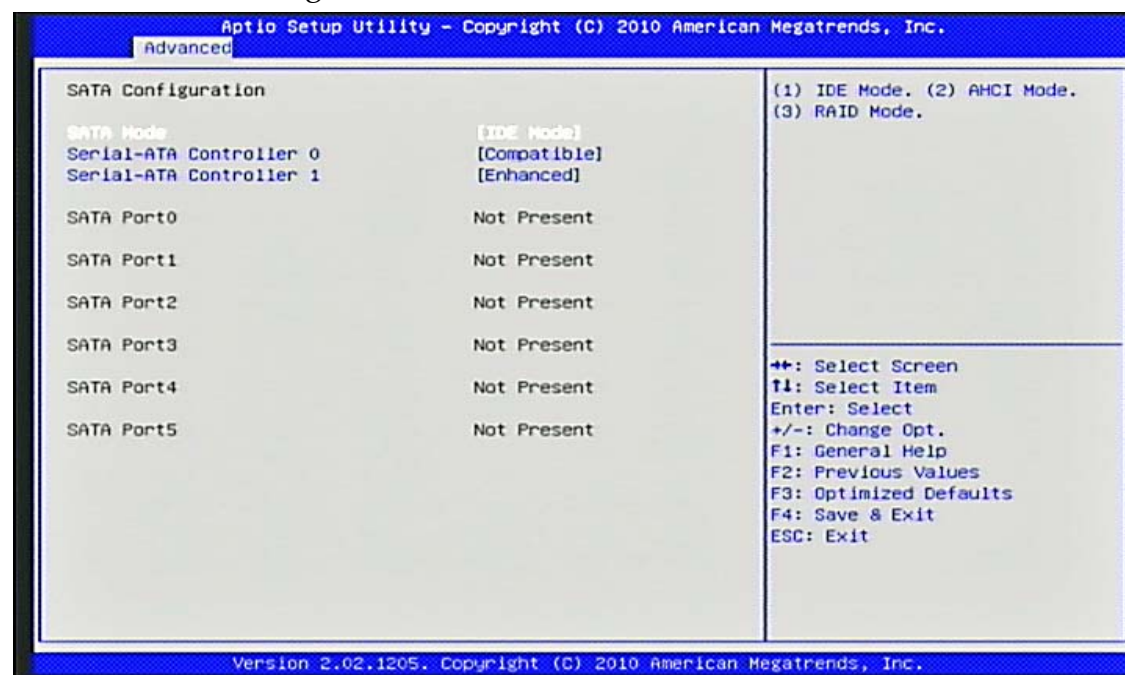 Aptio Setup Utility – Copyright (C) 2010 American Megatrends, Inc.
Advanced
SATA Configuration
SATA Mode [IDE Mode]
Serial-ATA Controller 0 [Compatible]
Serial-ATA Controller 1 [Enhanced]
SATA Port0 Not Present
SATA Port1 Not Present
SATA Port2 Not Present
SATA Port3 Not Present
SATA Port4 Not Present
SATA Port5 Not Present
(1) IDE Mode. (2) AHCI Mode.
(3) RAID Mode.
→←: Select Screen
↑↓: Select Item
Enter: Select
+/-: Change Opt.
F1: General Help
F2: Previous Values
F3: Optimized Defaults
F4: Save & Exit
ESC: Exit
Version 2.02.1205. Copyright (C) 2010 American Megatrends, Inc.